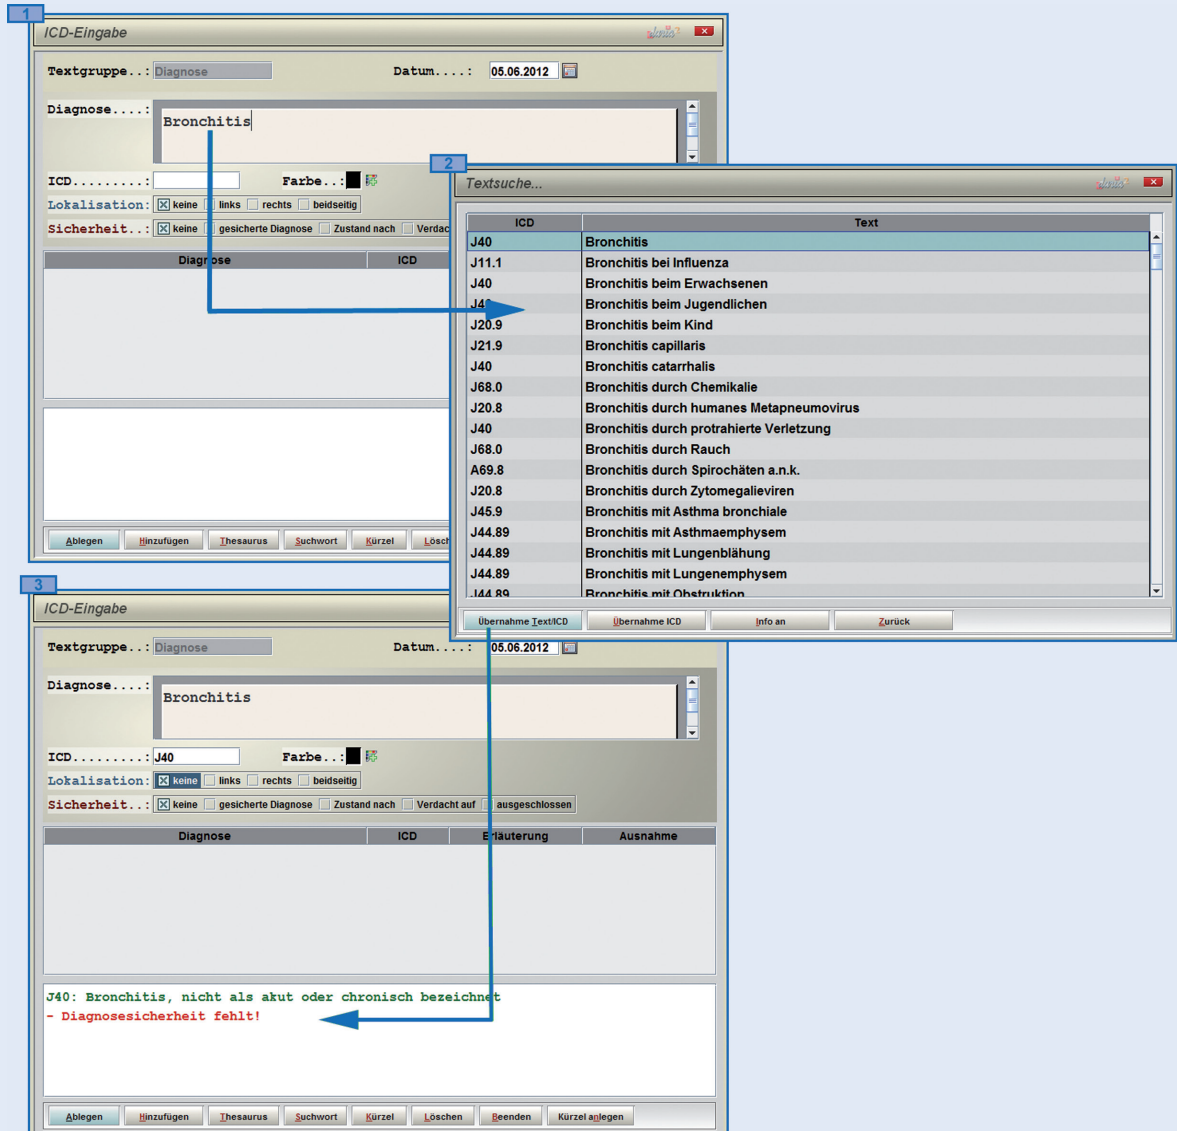 1
ICD-Eingabe
Textgruppe..: Diagnose Datum....: 05.06.2012
Diagnose....:
Bronchitis
ICD.........: Farbe..:
Lokalisation: keine links rechts beidseitig
Sicherheit..: keine gesicherte Diagnose Zustand nach Verdac
Diagnose ICD
Ablegen Hinzufügen Thesaurus Suchwort Kürzel Lösch
2
Textsuche...
ICD Text
J40 Bronchitis
J11.1 Bronchitis bei Influenza
J40 Bronchitis beim Erwachsenen
J40 Bronchitis beim Jugendlichen
J20.9 Bronchitis beim Kind
J21.9 Bronchitis capillaris
J40 Bronchitis catarrhalis
J68.0 Bronchitis durch Chemikalie
J20.8 Bronchitis durch humanes Metapneumovirus
J40 Bronchitis durch protrahierte Verletzung
J68.0 Bronchitis durch Rauch
A69.8 Bronchitis durch Spirochäten a.n.k.
J20.8 Bronchitis durch Zytomegalieviren
J45.9 Bronchitis mit Asthma bronchiale
J44.89 Bronchitis mit Asthmaemphysem
J44.89 Bronchitis mit Lungenblähung
J44.89 Bronchitis mit Lungenemphysem
J44.89 Bronchitis mit Obstruktion
Übernahme Text/ICD Übernahme ICD Info an Zurück
3
ICD-Eingabe
Textgruppe..: Diagnose Datum....: 05.06.2012
Diagnose....:
Bronchitis
ICD.........: J40 Farbe..:
Lokalisation: keine links rechts beidseitig
Sicherheit..: keine gesicherte Diagnose Zustand nach Verdacht auf ausgeschlossen
Diagnose ICD Erläuterung Ausnahme
J40: Bronchitis, nicht als akut oder chronisch bezeichnet
- Diagnosesicherheit fehlt!
Ablegen Hinzufügen Thesaurus Suchwort Kürzel Löschen Beenden Kürzel anlegen